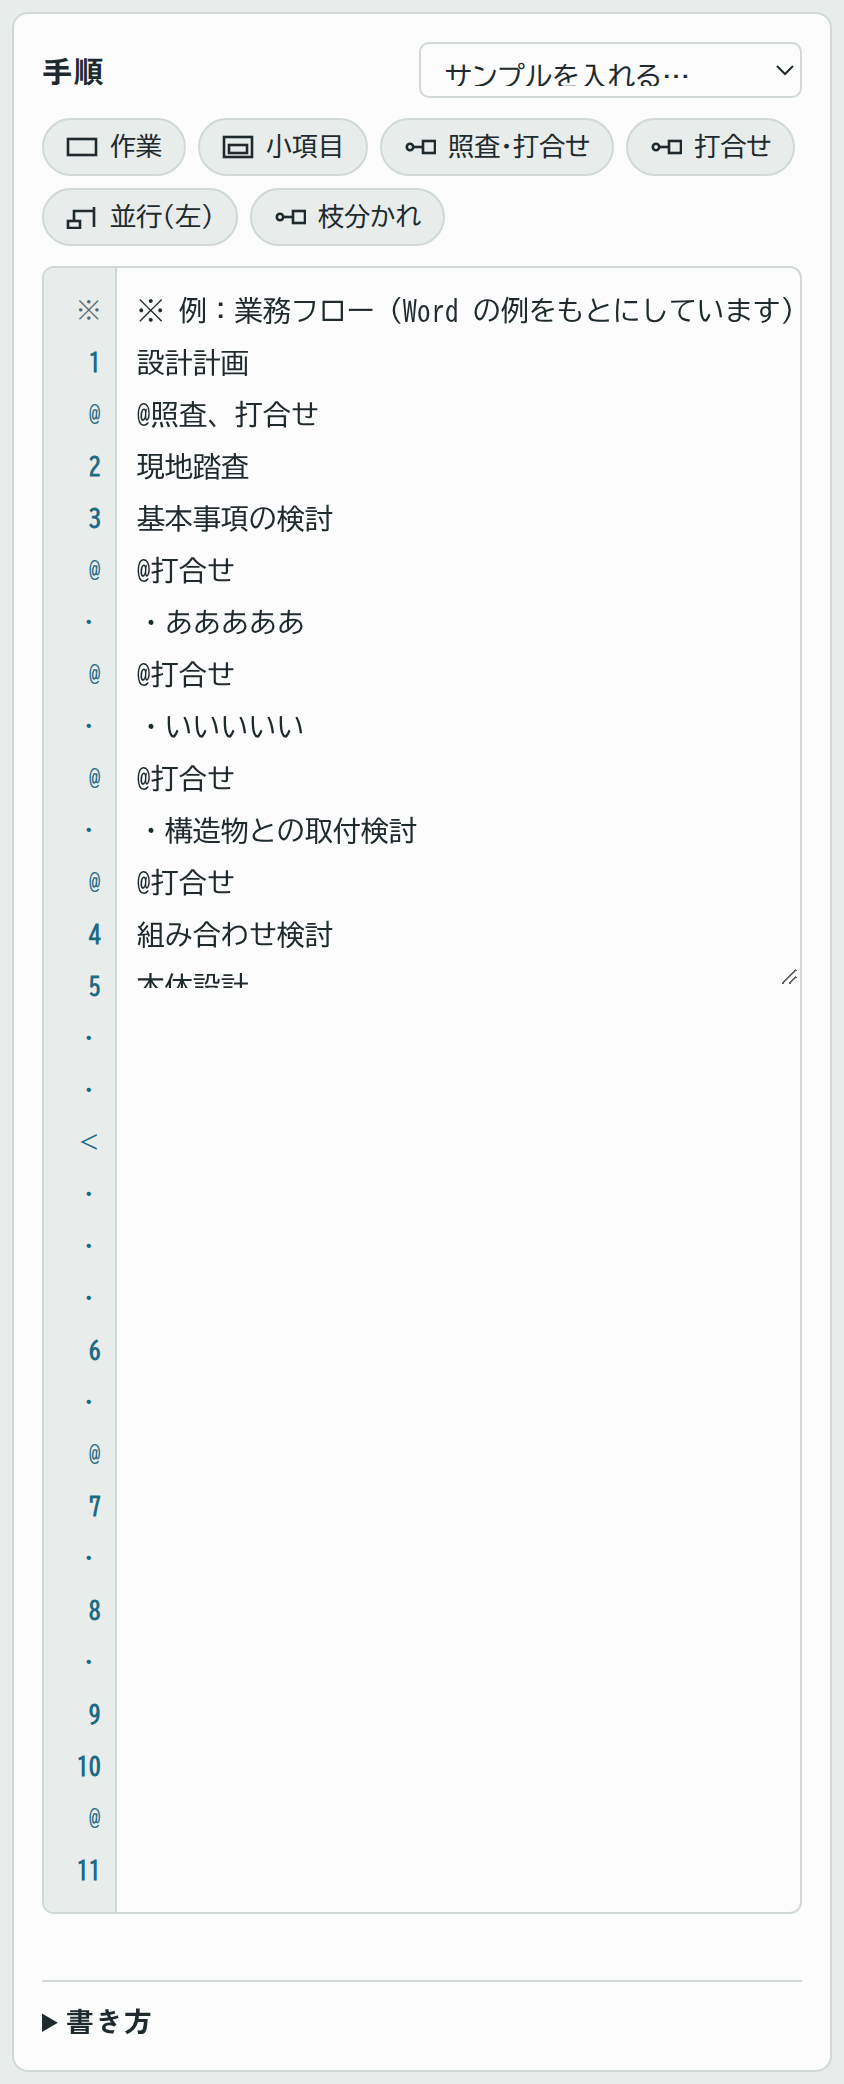 手順
サンプルを入れる…
作業 小項目 照査･打合せ 打合せ
並行(左) 枝分かれ
※ ※ 例：業務フロー（Word の例をもとにしています）
1 設計計画
@ @照査、打合せ
2 現地踏査
3 基本事項の検討
@ @打合せ
・ ・あああああ
@ @打合せ
・ ・いいいいい
@ @打合せ
・ ・構造物との取付検討
@ @打合せ
4 組み合わせ検討
5 本体設計
・
・
<
・
・
・
6
・
@
7
・
8
・
9
10
@
11
▶ 書き方